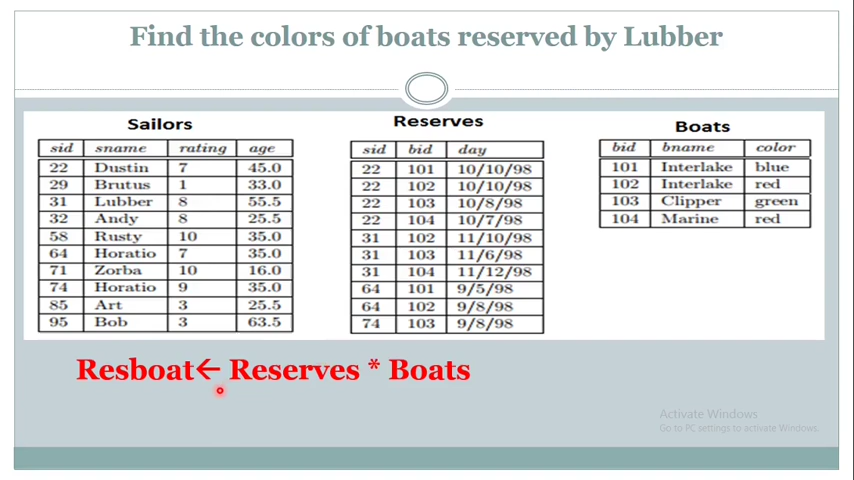 Find the colors of boats reserved by Lubber
Sailors
sid sname rating age
22 Dustin 7 45.0
29 Brutus 1 33.0
31 Lubber 8 55.5
32 Andy 8 25.5
58 Rusty 10 35.0
64 Horatio 7 35.0
71 Zorba 10 16.0
74 Horatio 9 35.0
85 Art 3 25.5
95 Bob 3 63.5
Reserves
sid bid day
22 101 10/10/98
22 102 10/10/98
22 103 10/8/98
22 104 10/7/98
31 102 11/10/98
31 103 11/6/98
31 104 11/12/98
64 101 9/5/98
64 102 9/8/98
74 103 9/8/98
Boats
bid bname color
101 Interlake blue
102 Interlake red
103 Clipper green
104 Marine red
Resboat← Reserves * Boats
Activate Windows
Go to PC settings to activate Windows.